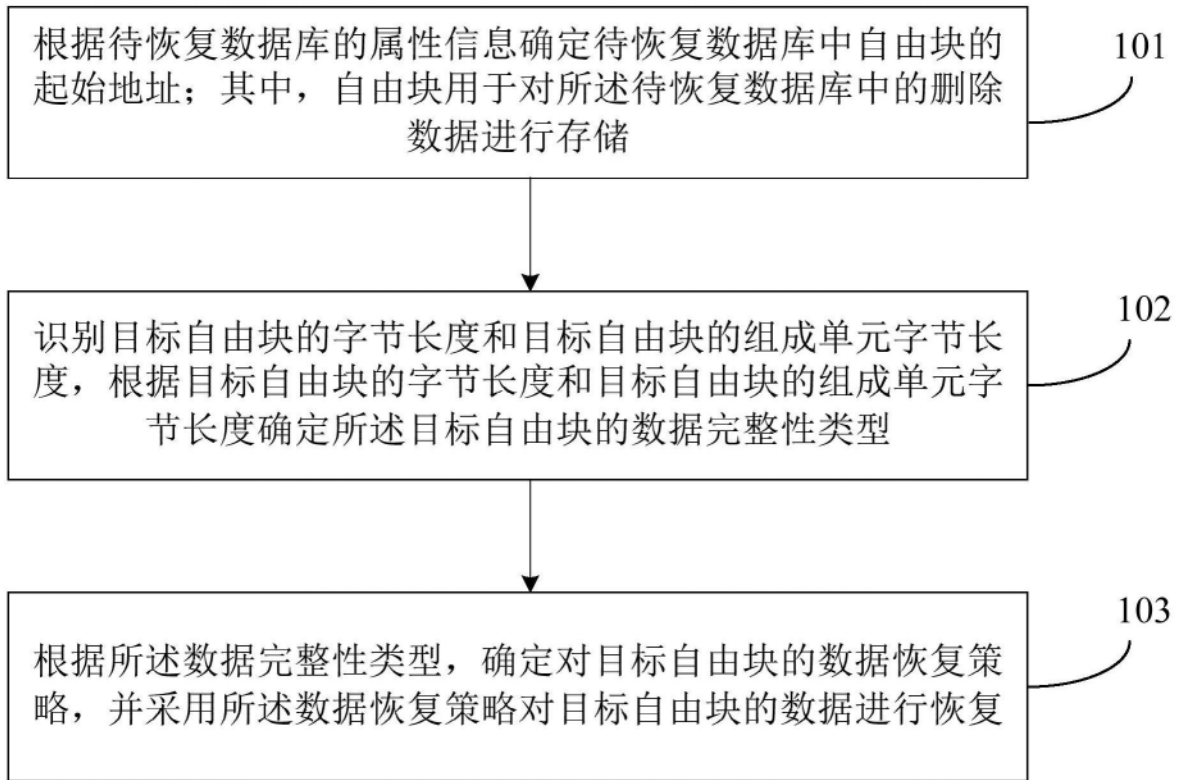 根据待恢复数据库的属性信息确定待恢复数据库中自由块的
起始地址；其中，自由块用于对所述待恢复数据库中的删除
数据进行存储
101
识别目标自由块的字节长度和目标自由块的组成单元字节长
度，根据目标自由块的字节长度和目标自由块的组成单元字
节长度确定所述目标自由块的数据完整性类型
102
根据所述数据完整性类型，确定对目标自由块的数据恢复策
略，并采用所述数据恢复策略对目标自由块的数据进行恢复
103